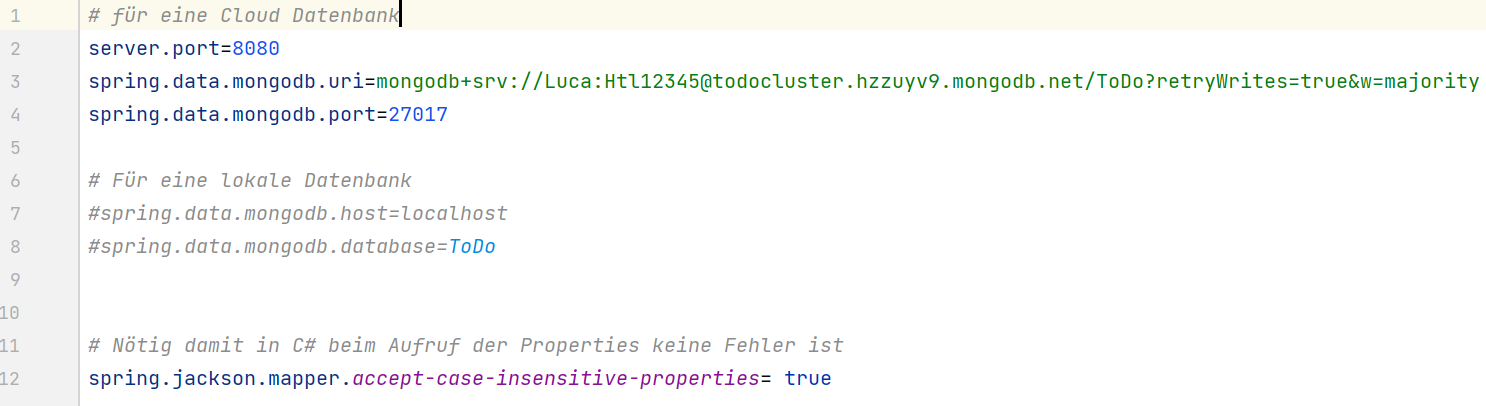 1 # für eine Cloud Datenbank
2 server.port=8080
3 spring.data.mongodb.uri=mongodb+srv://Luca:Htl12345@todocluster.hzzuyv9.mongodb.net/ToDo?retryWrites=true&w=majority
4 spring.data.mongodb.port=27017
5
6 # Für eine lokale Datenbank
7 #spring.data.mongodb.host=localhost
8 #spring.data.mongodb.database=ToDo
9
10
11 # Nötig damit in C# beim Aufruf der Properties keine Fehler ist
12 spring.jackson.mapper.accept-case-insensitive-properties= true